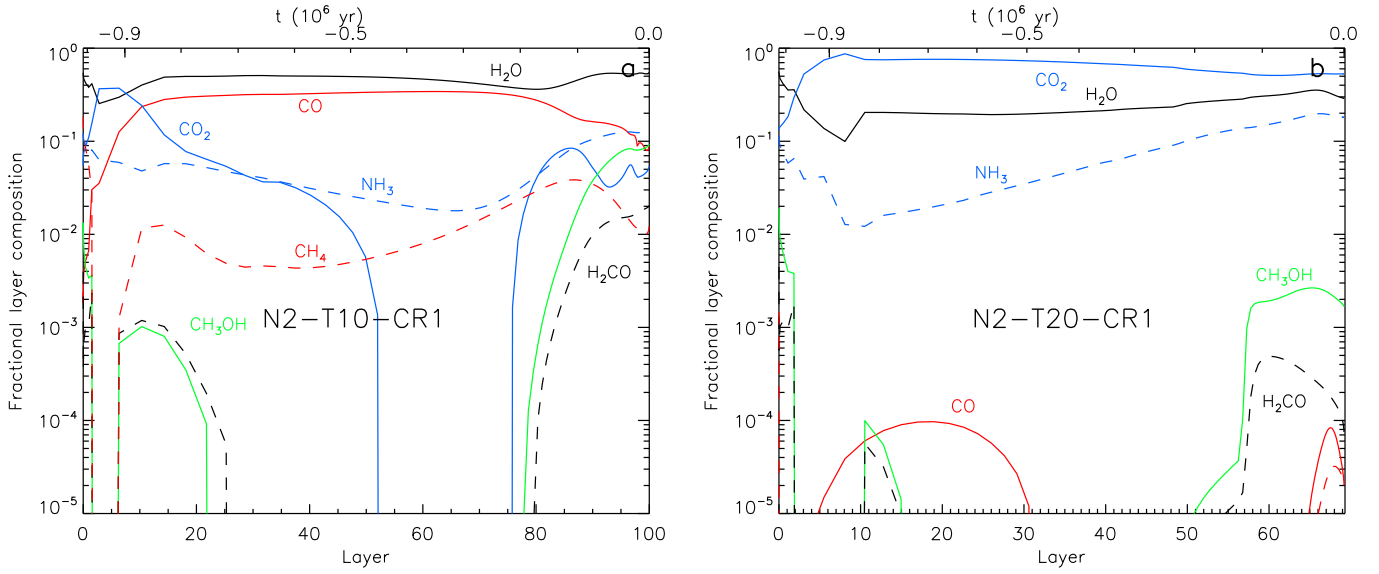 t (10⁶ yr)
−0.9 −0.5 0.0
10⁰
10⁻¹
10⁻²
10⁻³
10⁻⁴
10⁻⁵
Fractional layer composition
a
H₂O
CO
CO₂
NH₃
CH₄
H₂CO
CH₃OH
N2−T10−CR1
0 20 40 60 80 100
Layer
t (10⁶ yr)
−0.9 −0.5 0.0
10⁰
10⁻¹
10⁻²
10⁻³
10⁻⁴
10⁻⁵
Fractional layer composition
b
CO₂
H₂O
NH₃
CH₃OH
N2−T20−CR1
CO
H₂CO
0 10 20 30 40 50 60
Layer